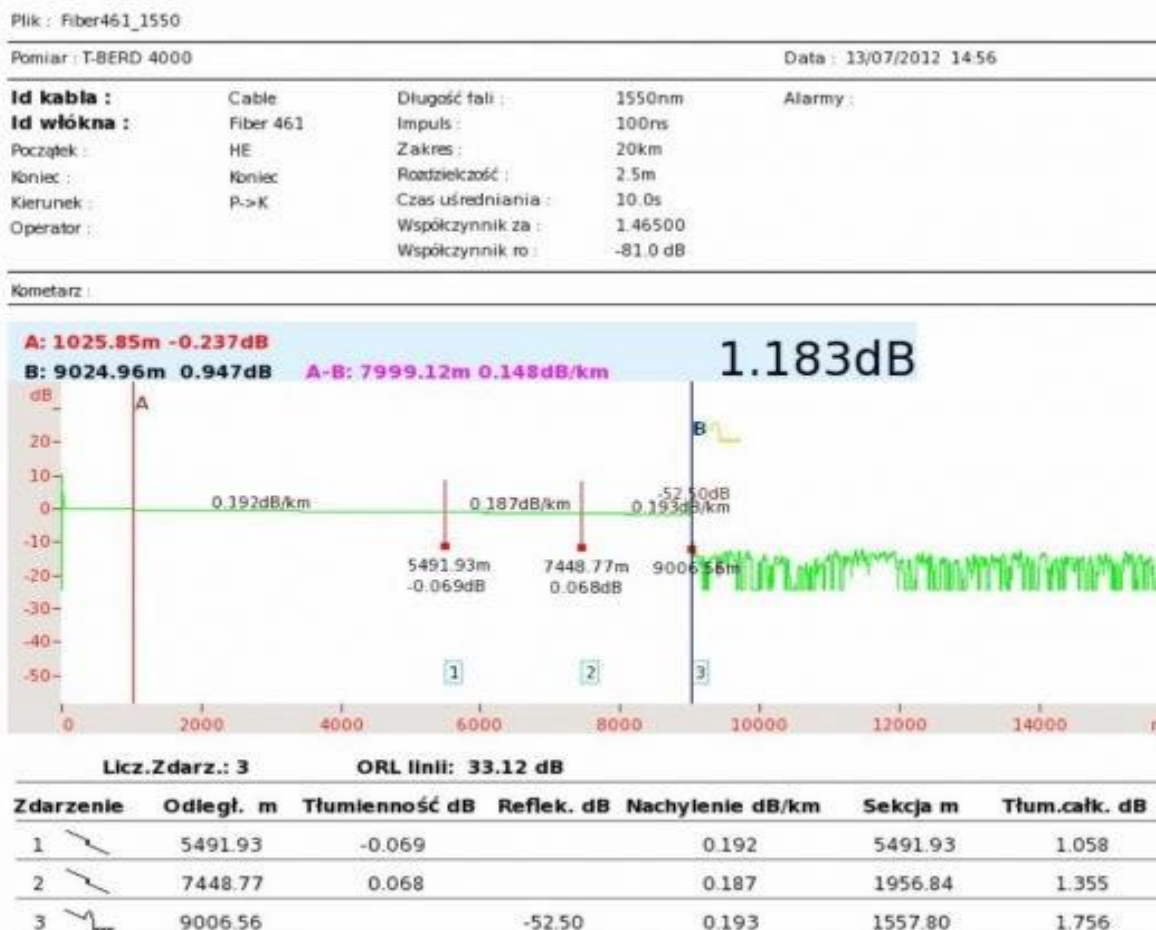 Plik : Fiber461_1550
Pomiar : T-BERD 4000 Data : 13/07/2012 14:56
Id kabla : Cable Długość fali : 1550nm Alarmy :
Id włókna : Fiber 461 Impuls : 100ns
Początek : HE Zakres : 20km
Koniec : Koniec Rozdzielczość : 2.5m
Kierunek : P->K Czas uśredniania : 10.0s
Operator : Współczynnik za : 1.46500
Współczynnik ro : -81.0 dB
Kometarz :
A: 1025.85m -0.237dB
B: 9024.96m 0.947dB A-B: 7999.12m 0.148dB/km 1.183dB
dB
A
B
20
10
0
-10
-20
-30
-40
-50
0.192dB/km 0.187dB/km 0.193dB/km
-52.50dB
5491.93m 7448.77m 9006.56m
-0.069dB 0.068dB
1 2 3
0 2000 4000 6000 8000 10000 12000 14000
Licz.Zdarz.: 3 ORL linii: 33.12 dB
Zdarzenie Odległ. m Tłumienność dB Reflek. dB Nachylenie dB/km Sekcja m Tłum.całk. dB
1 5491.93 -0.069 0.192 5491.93 1.058
2 7448.77 0.068 0.187 1956.84 1.355
3 9006.56 -52.50 0.193 1557.80 1.756